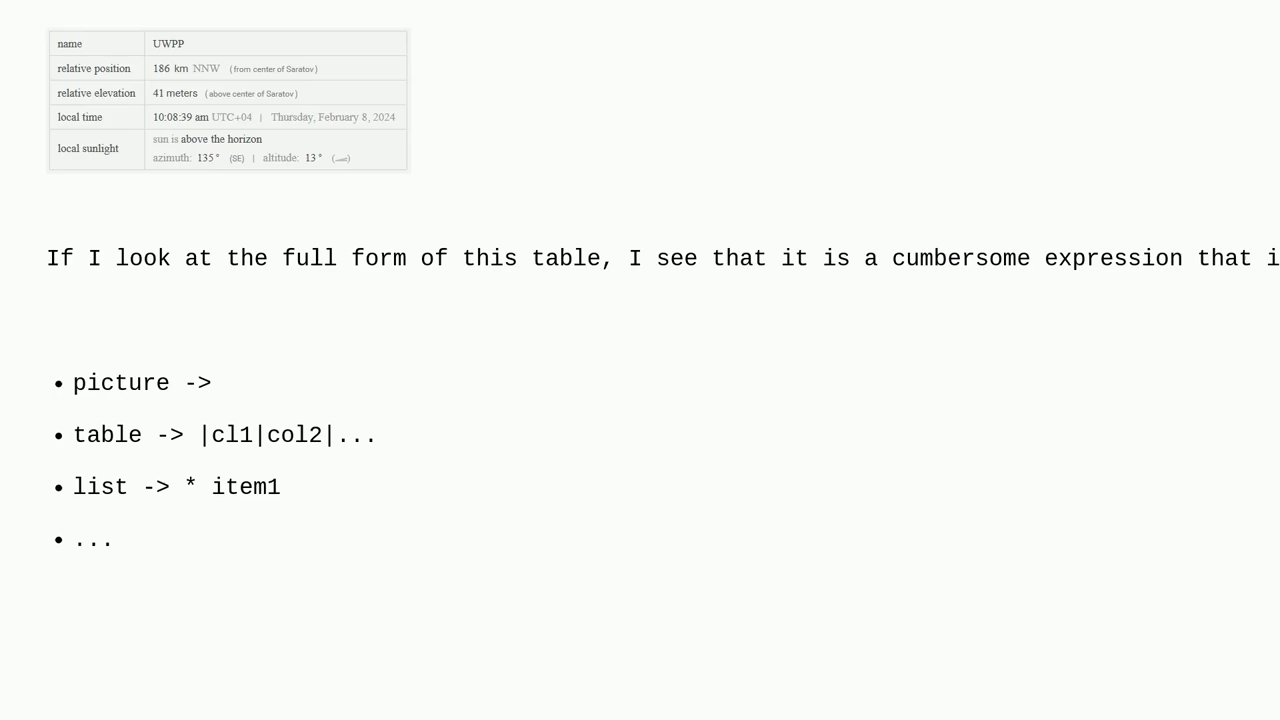 name UWPP
relative position 186 km NNW (from center of Saratov)
relative elevation 41 meters (above center of Saratov)
local time 10:08:39 am UTC+04 | Thursday, February 8, 2024
local sunlight sun is above the horizon
azimuth: 135° (SE) | altitude: 13° 
If I look at the full form of this table, I see that it is a cumbersome expression that i
• picture ->
• table -> |cl1|col2|...
• list -> * item1
• ...